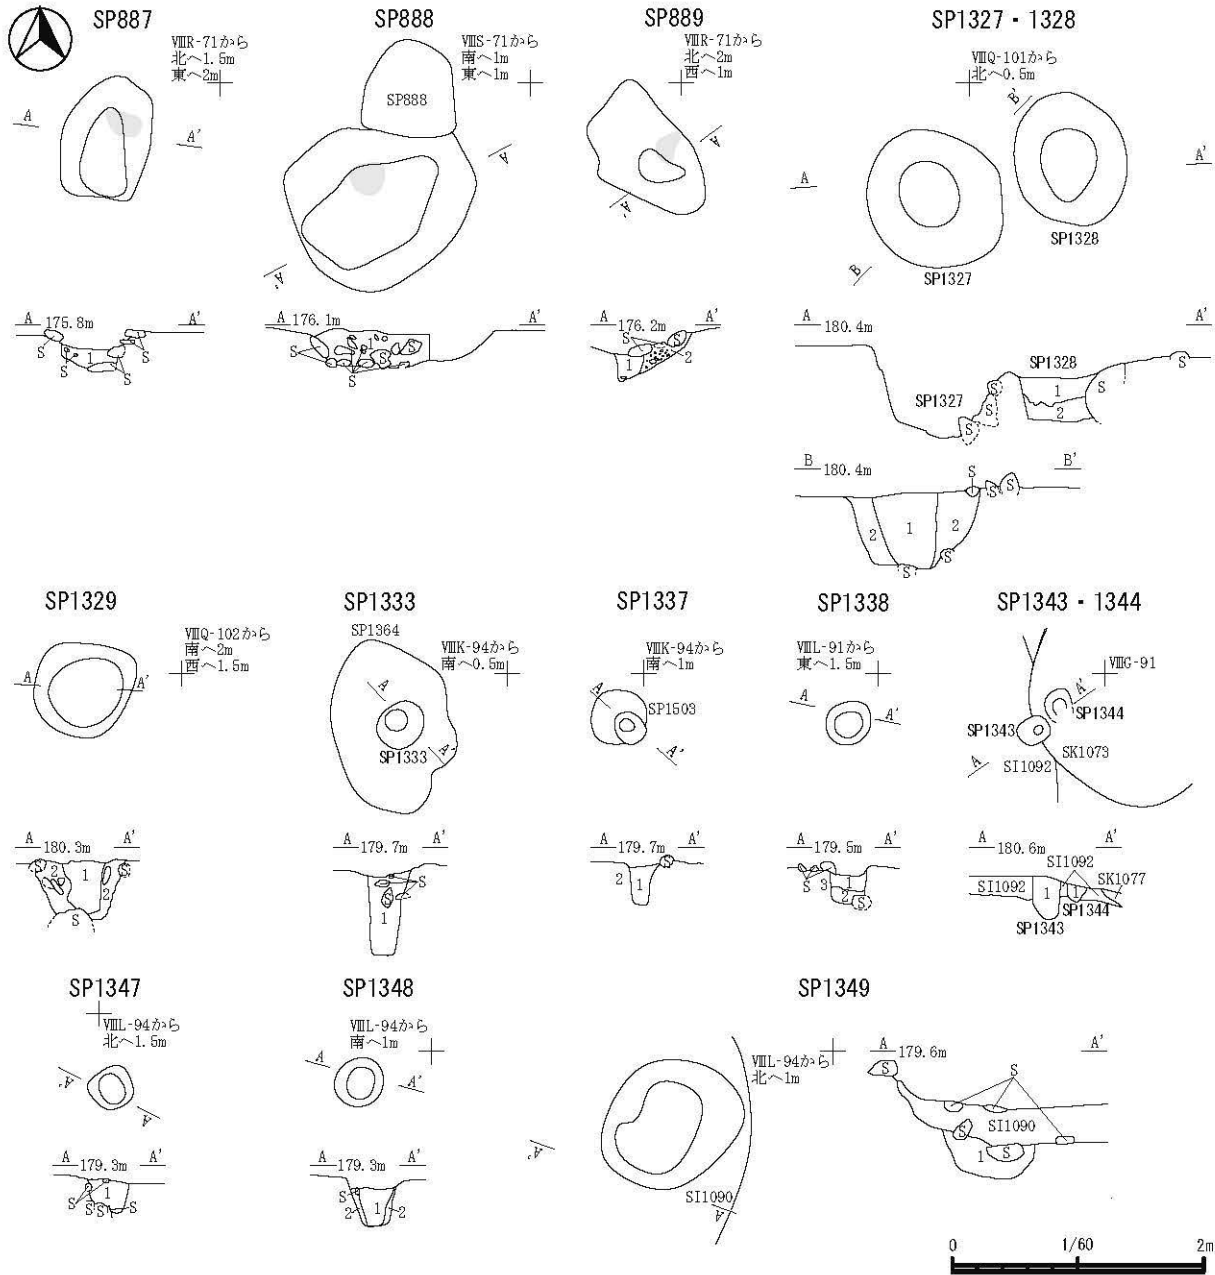 SP887
ⅧR-71から
北へ1.5m
東へ2m
A
A'
A 175.8m A'
1
S
S
S
S
SP888
ⅧS-71から
南へ1m
東へ1m
SP888
A
A'
A 176.1m A'
1
S
S
S
S
SP889
ⅧR-71から
北へ2m
西へ1m
A
A'
A 176.2m A'
S
S
1
2
SP1327・1328
ⅧQ-101から
北へ0.5m
B'
A
A'
SP1328
B
SP1327
A 180.4m A'
SP1328
SP1327
1
2
S
S
S
S
S
B 180.4m B'
S
S
S
2
1
2
S
S
SP1329
ⅧQ-102から
南へ2m
西へ1.5m
A
A'
A 180.3m A'
S
2
1
2
S
S
SP1333
SP1364
ⅧK-94から
南へ0.5m
A
A'
SP1333
A 179.7m A'
S
S
1
SP1337
ⅧK-94から
南へ1m
A
SP1503
A'
A 179.7m A'
2
1
S
SP1338
ⅧL-91から
東へ1.5m
A
A'
A 179.5m A'
S
S
3
1
2
S
SP1343・1344
ⅧG-91
A'
SP1344
SP1343
SK1073
SI1092
A
A 180.6m A'
SI1092
SI1092
SK1077
1
1
SP1344
SP1343
SP1347
ⅧL-94から
北へ1.5m
A'
A
A 179.3m A'
1
S
S
S
S
SP1348
ⅧL-94から
南へ1m
A
A'
A 179.3m A'
S
2
1
2
SP1349
ⅧL-94から
北へ1m
A'
SI1090
A
A 179.6m A'
S
S
SI1090
S
1
S
0 1/60 2m